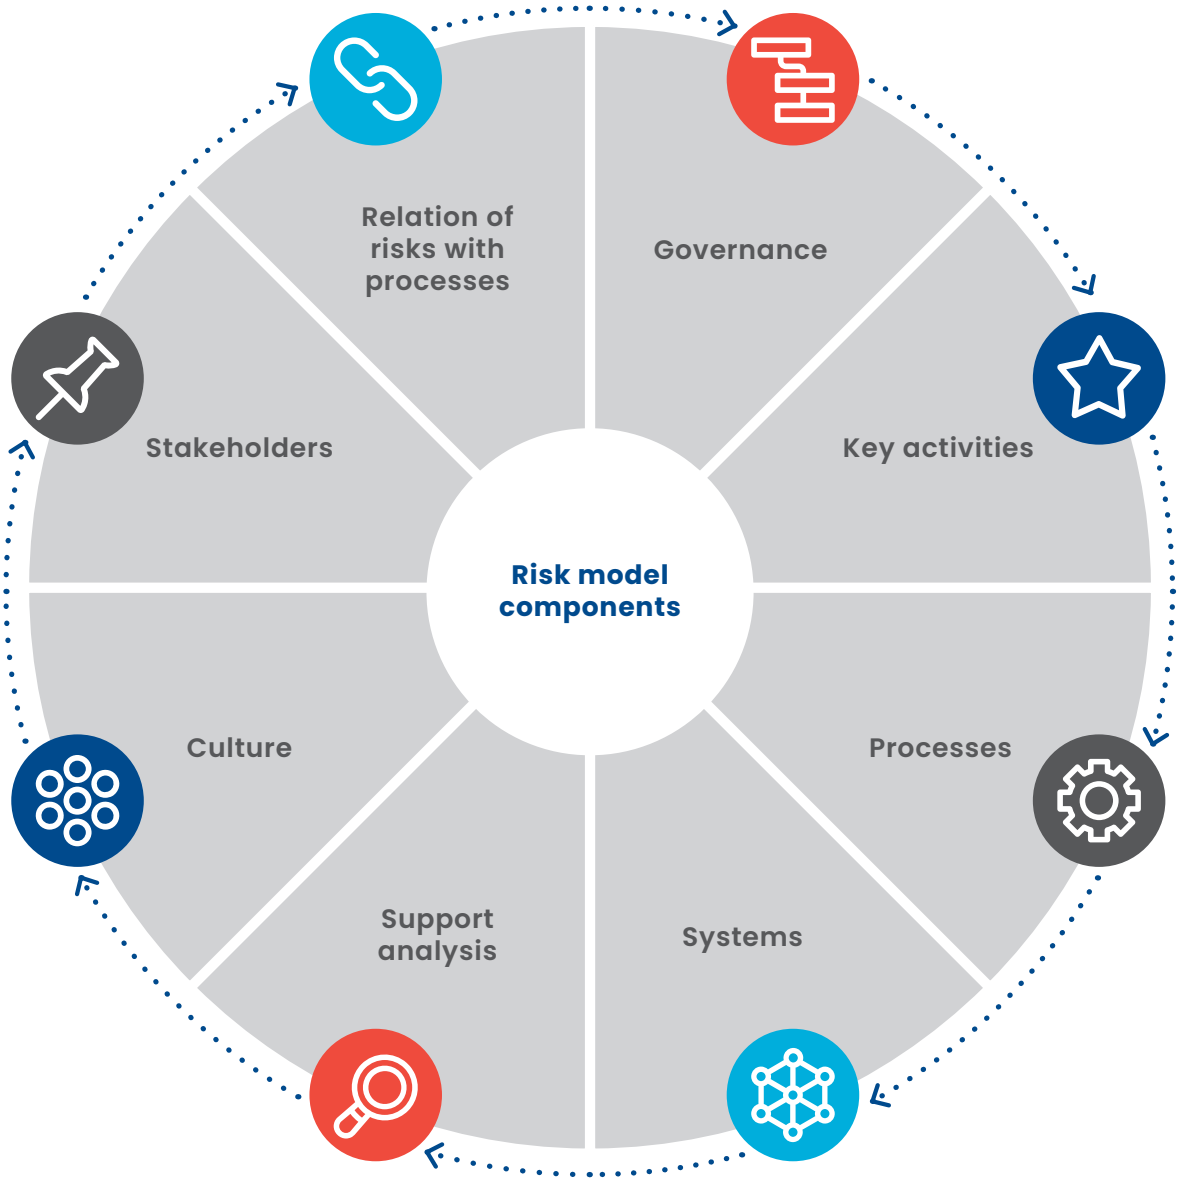 Relation of
risks with
processes
Governance
Stakeholders
Key activities
Risk model
components
Culture
Processes
Support
analysis
Systems